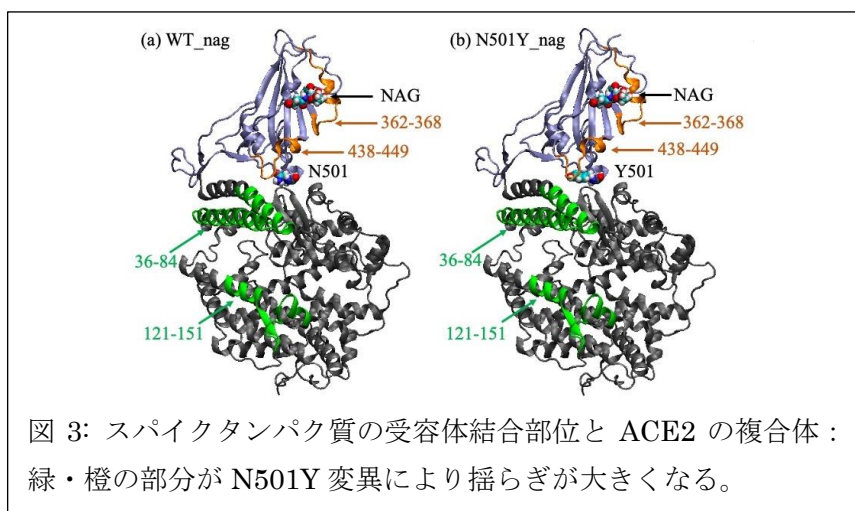 (a) WT_nag
(b) N501Y_nag
NAG
362-368
438-449
N501
Y501
NAG
362-368
438-449
36-84
121-151
36-84
121-151
図 3: スパイクタンパク質の受容体結合部位と ACE2 の複合体：
緑・橙の部分が N501Y 変異により揺らぎが大きくなる。